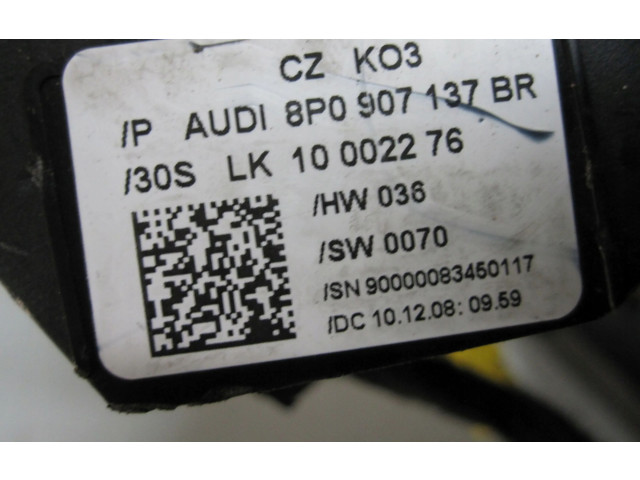 CZ KO3
/P AUDI 8P0 907 137 BR
/30S LK 10 0022 76
/HW 036
/SW 0070
/SN 90000083450117
/DC 10.12.08: 09.59